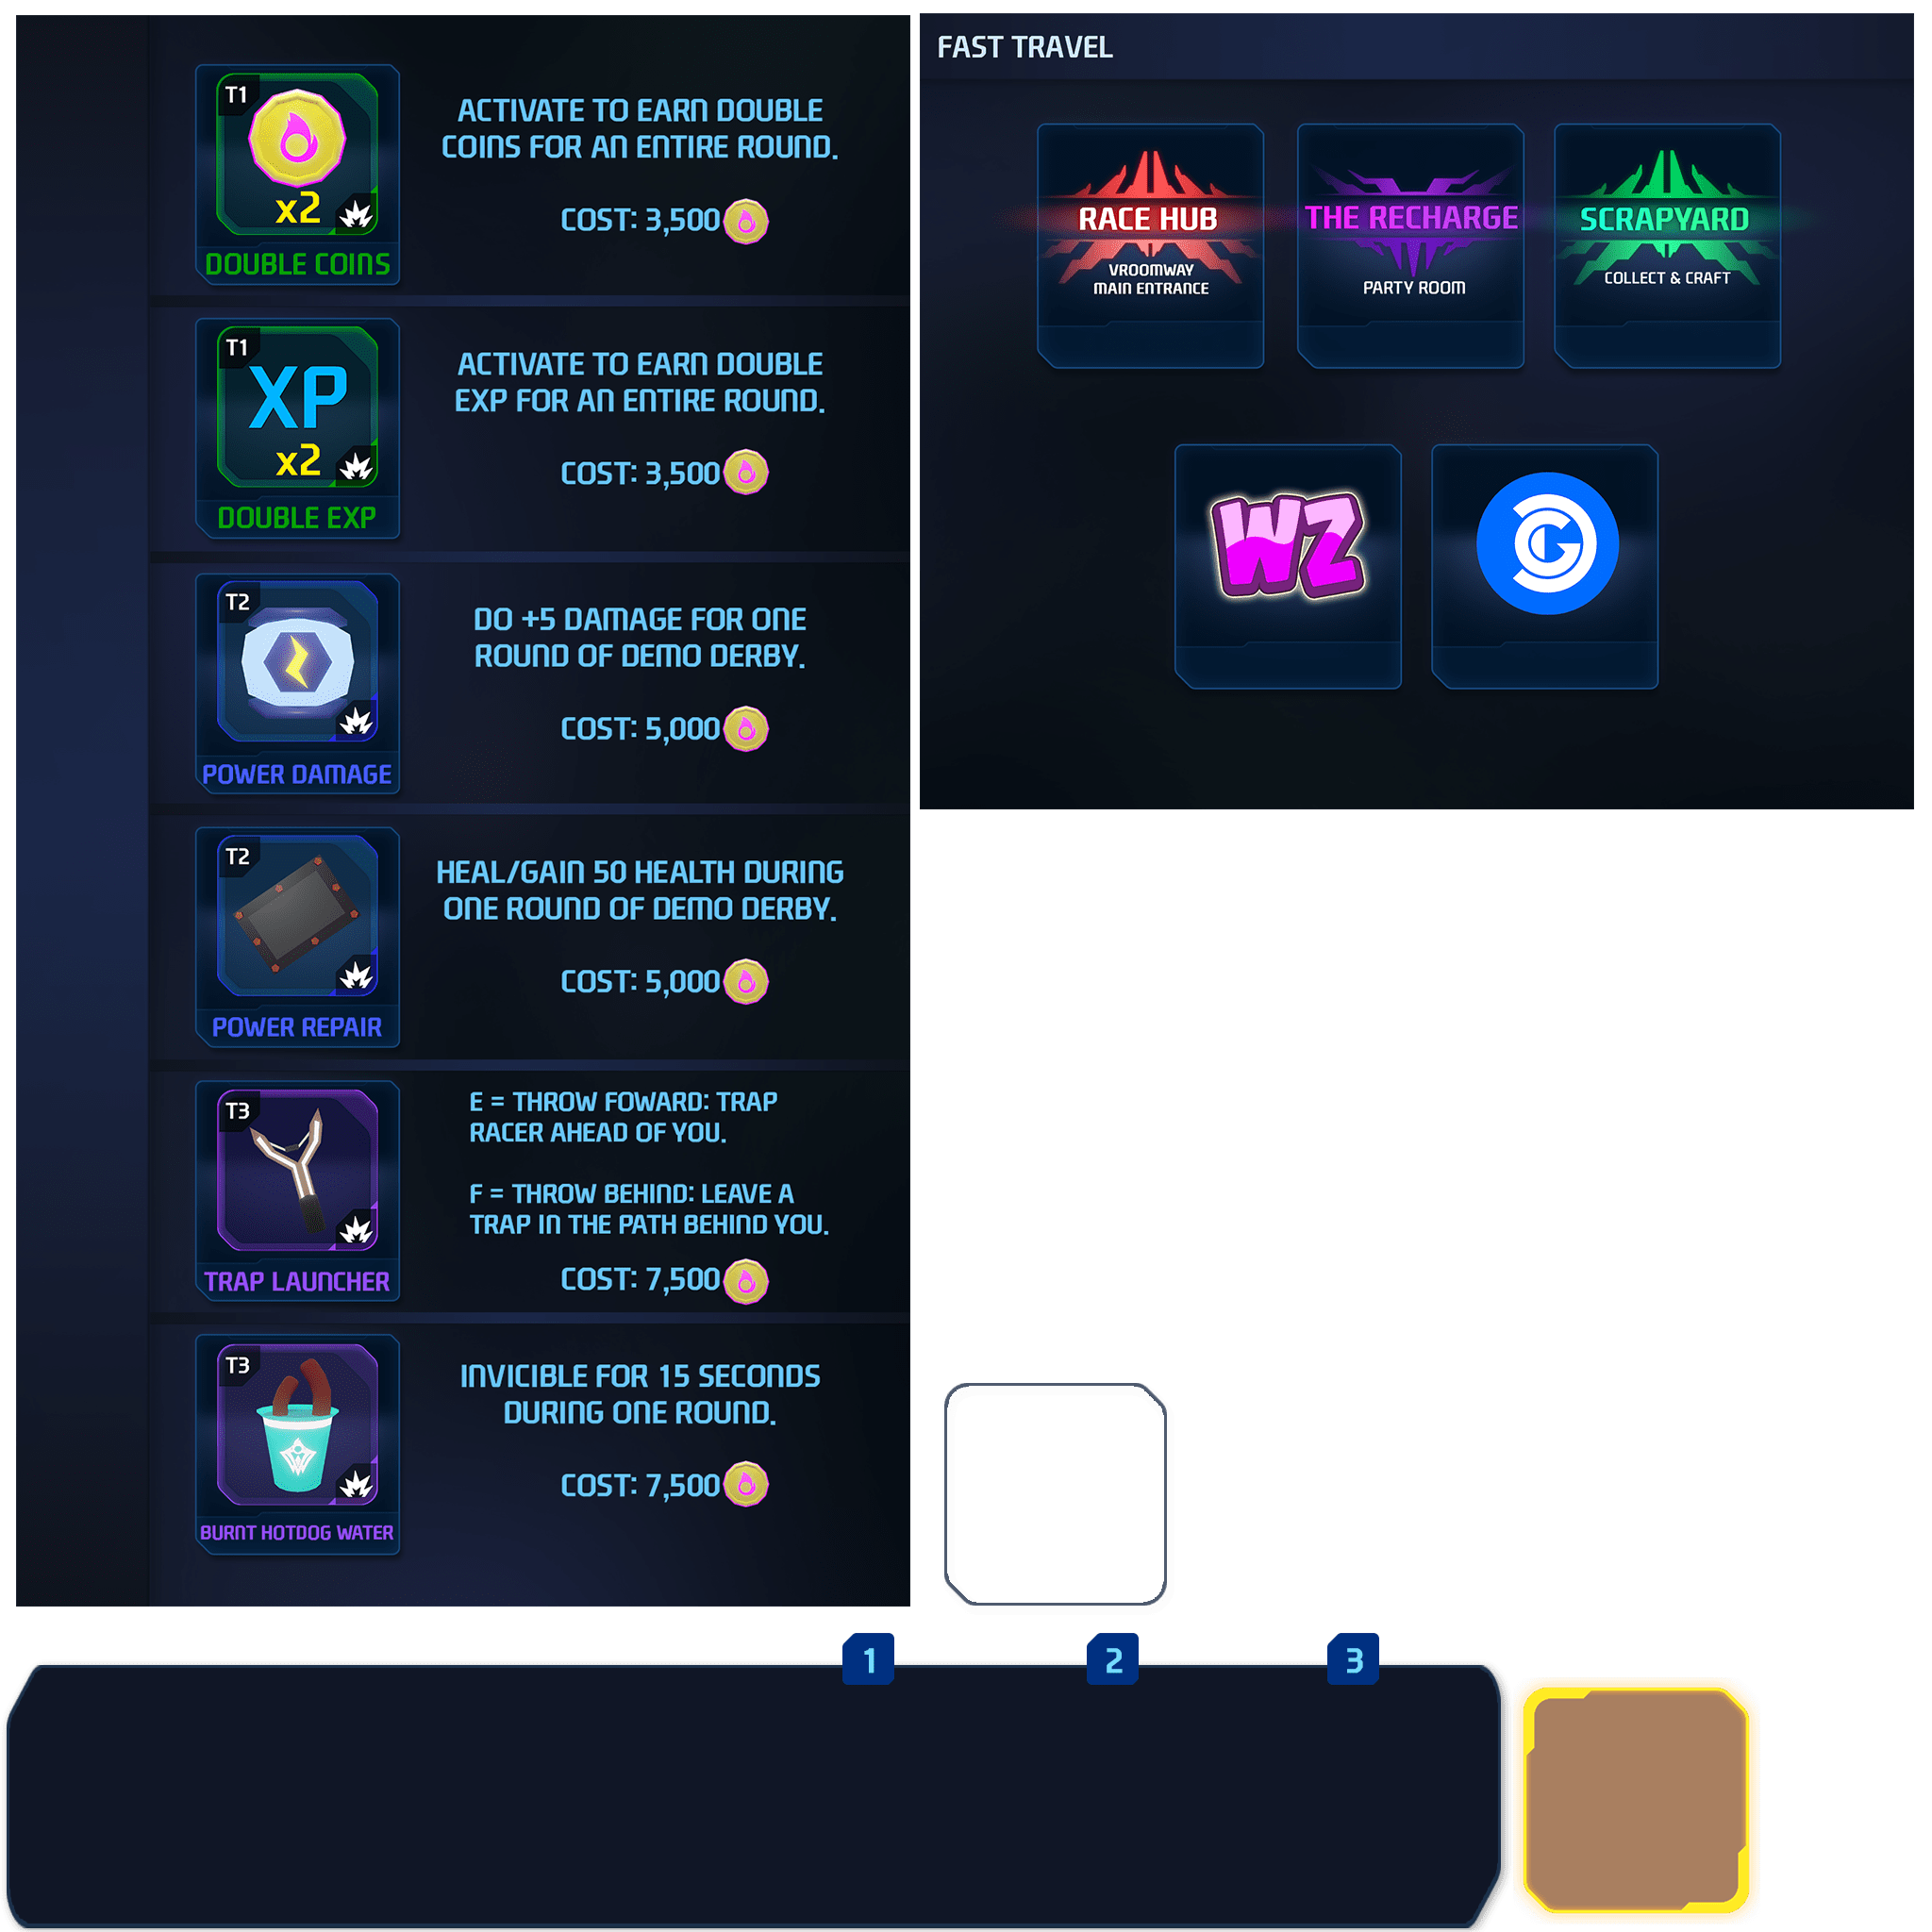 T1
x2
DOUBLE COINS
ACTIVATE TO EARN DOUBLE
COINS FOR AN ENTIRE ROUND.
COST: 3,500
T1
XP
x2
DOUBLE EXP
ACTIVATE TO EARN DOUBLE
EXP FOR AN ENTIRE ROUND.
COST: 3,500
T2
POWER DAMAGE
DO +5 DAMAGE FOR ONE
ROUND OF DEMO DERBY.
COST: 5,000
T2
POWER REPAIR
HEAL/GAIN 50 HEALTH DURING
ONE ROUND OF DEMO DERBY.
COST: 5,000
T3
TRAP LAUNCHER
E = THROW FOWARD: TRAP
RACER AHEAD OF YOU.
F = THROW BEHIND: LEAVE A
TRAP IN THE PATH BEHIND YOU.
COST: 7,500
T3
BURNT HOTDOG WATER
INVICIBLE FOR 15 SECONDS
DURING ONE ROUND.
COST: 7,500
FAST TRAVEL
RACE HUB
VROOMWAY
MAIN ENTRANCE
THE RECHARGE
PARTY ROOM
SCRAPYARD
COLLECT & CRAFT
WZ
1
2
3